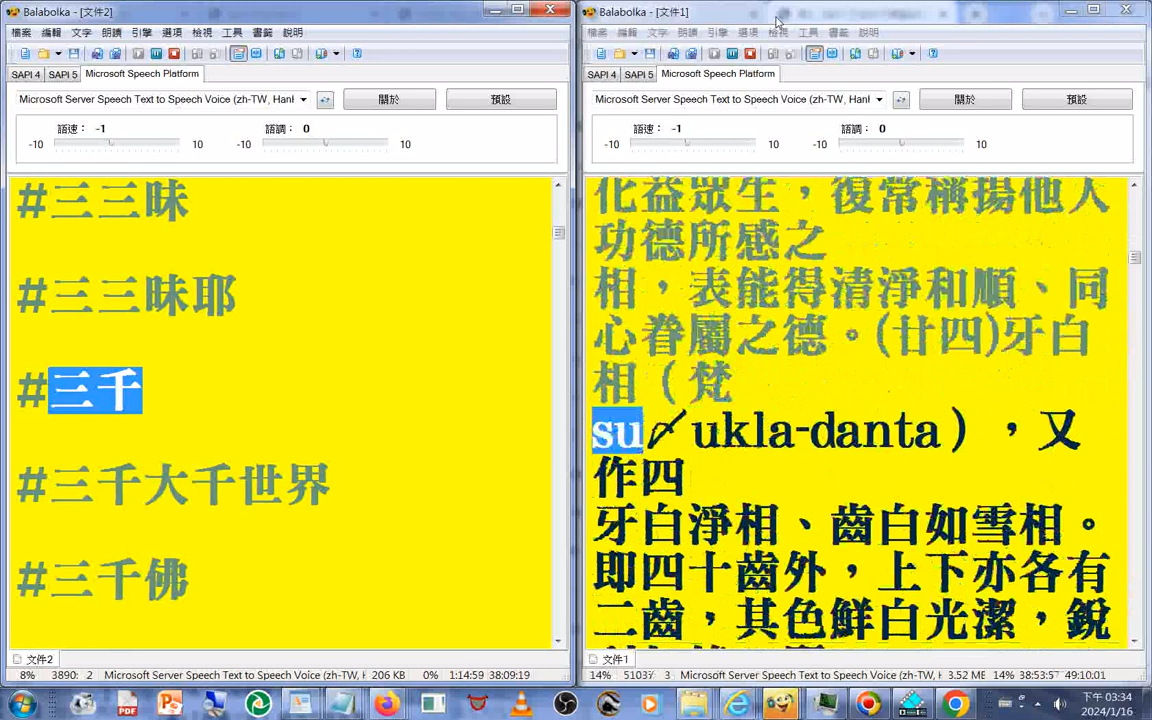 Balabolka - [文件2]
檔案 編輯 文字 朗讀 引擎 選項 檢視 工具 書籤 說明
SAPI 4 SAPI 5 Microsoft Speech Platform
Microsoft Server Speech Text to Speech Voice (zh-TW, Hanl
關於 預設
語速： -1 語調： 0
-10 10 -10 10
#三三昧
#三三昧耶
#三千
#三千大千世界
#三千佛
文件2
8% 3890: 2 Microsoft Server Speech Text to Speech Voice (zh-TW, Ha 206 KB 0% 1:14:59 38:09:19
Balabolka - [文件1]
檔案 編輯 文字 朗讀 引擎 選項 檢視 工具 書籤 說明
SAPI 4 SAPI 5 Microsoft Speech Platform
Microsoft Server Speech Text to Speech Voice (zh-TW, Hanl
關於 預設
語速： -1 語調： 0
-10 10 -10 10
化益眾生，復常稱揚他人
功德所感之
相，表能得清淨和順、同
心眷屬之德。(廿四)牙白
相（梵
su〆ukla-danta），又
作四
牙白淨相、齒白如雪相。
即四十齒外，上下亦各有
二齒，其色鮮白光潔，銳
文件1
14% 5103 3 Microsoft Server Speech Text to Speech Voice (zh-TW, Ha 3.52 MB 14% 38:53:57 49:10:01
下午 03:34
2024/1/16